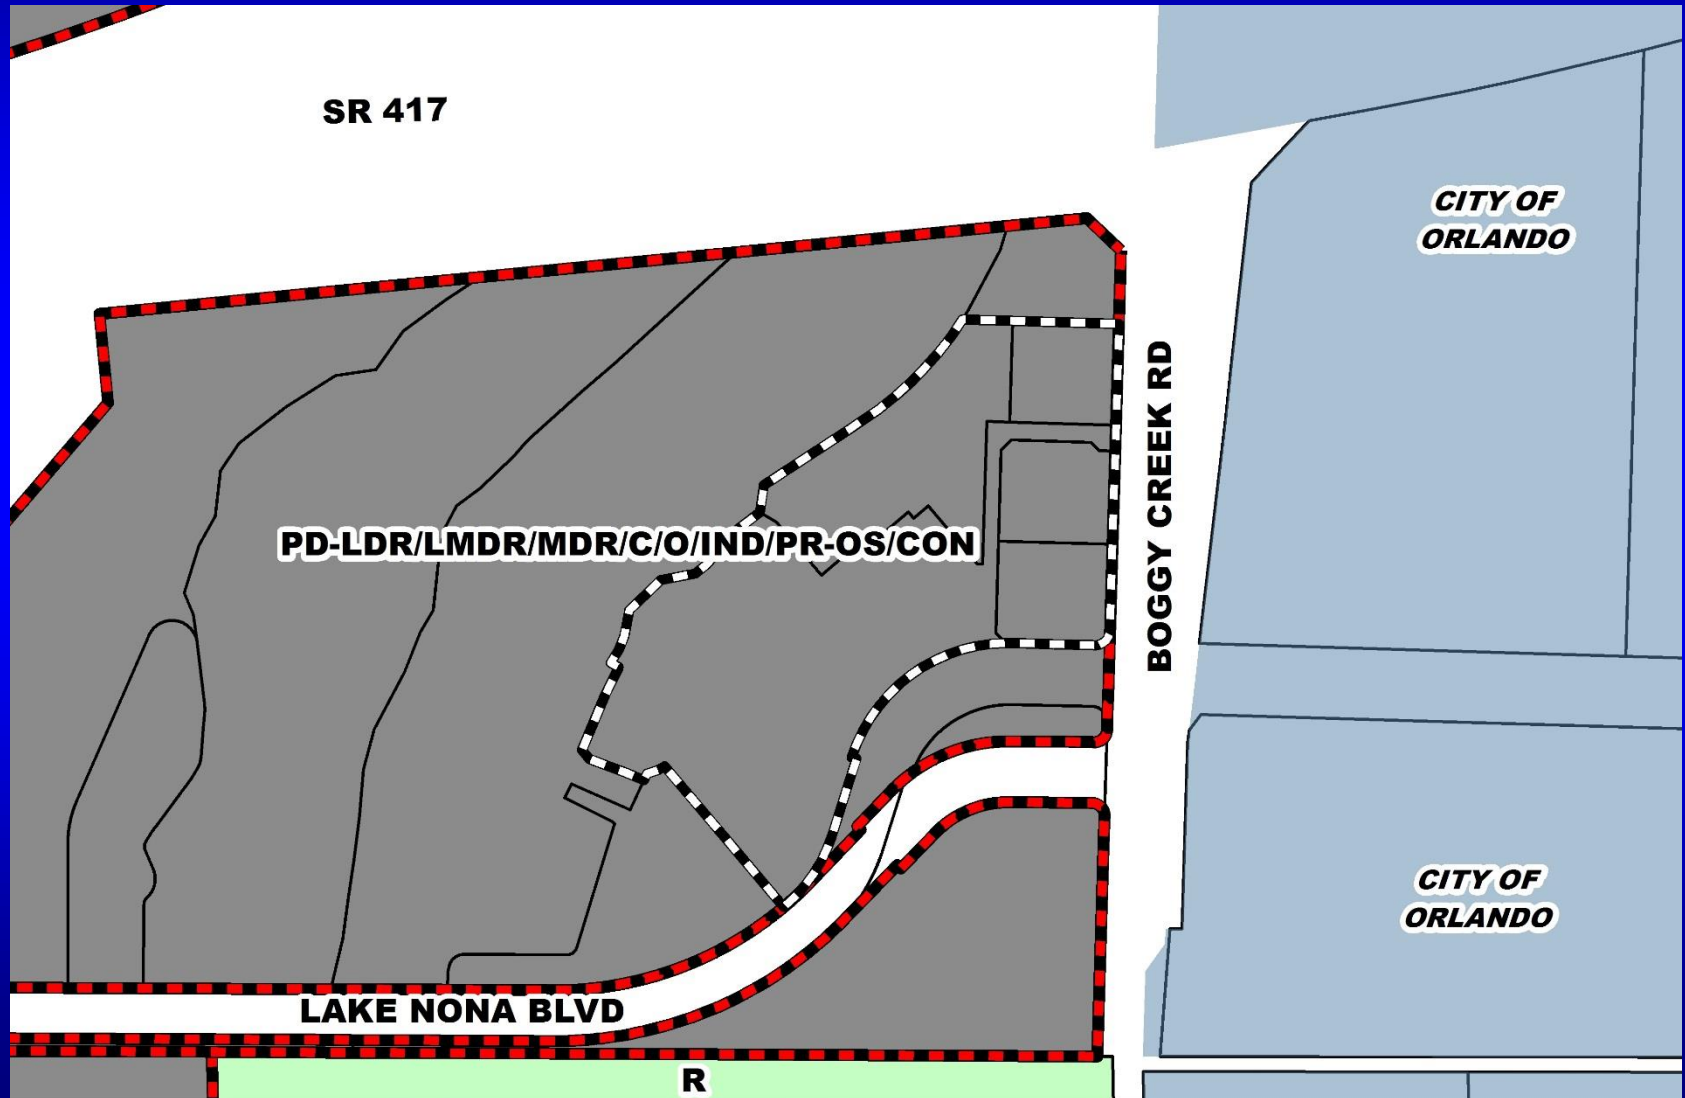 SR 417
CITY OF
ORLANDO
BOGGY CREEK RD
PD-LDR/LMDR/MDR/C/O/IND/PR-OS/CON
CITY OF
ORLANDO
LAKE NONA BLVD
R